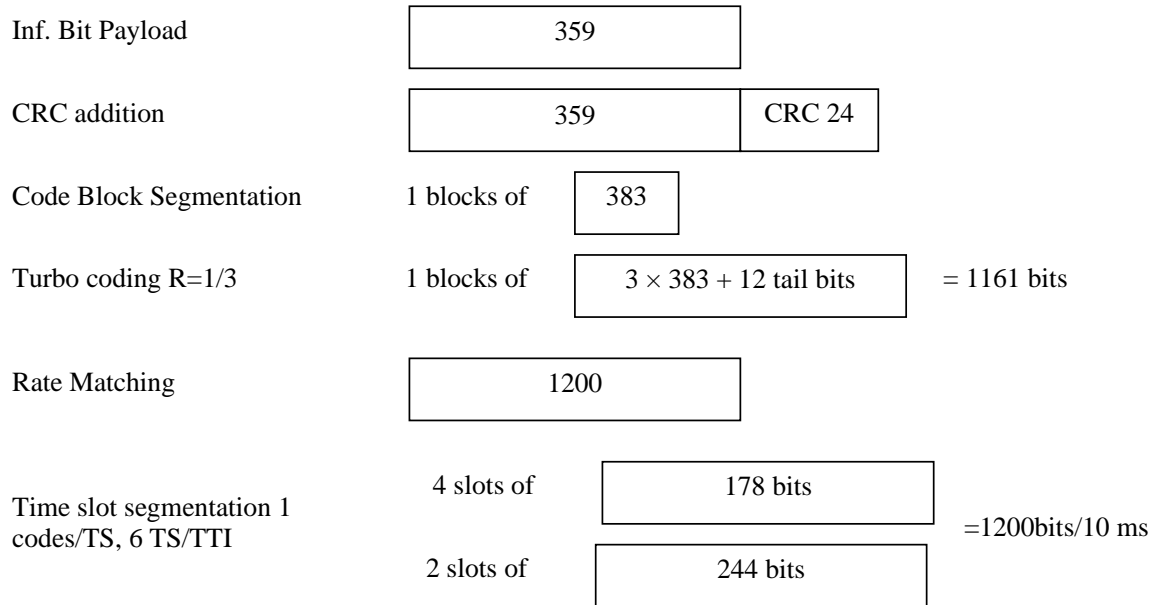 Inf. Bit Payload 359
CRC addition 359 CRC 24
Code Block Segmentation 1 blocks of 383
Turbo coding R=1/3 1 blocks of 3 × 383 + 12 tail bits = 1161 bits
Rate Matching 1200
4 slots of 178 bits
Time slot segmentation 1
codes/TS, 6 TS/TTI
=1200bits/10 ms
2 slots of 244 bits